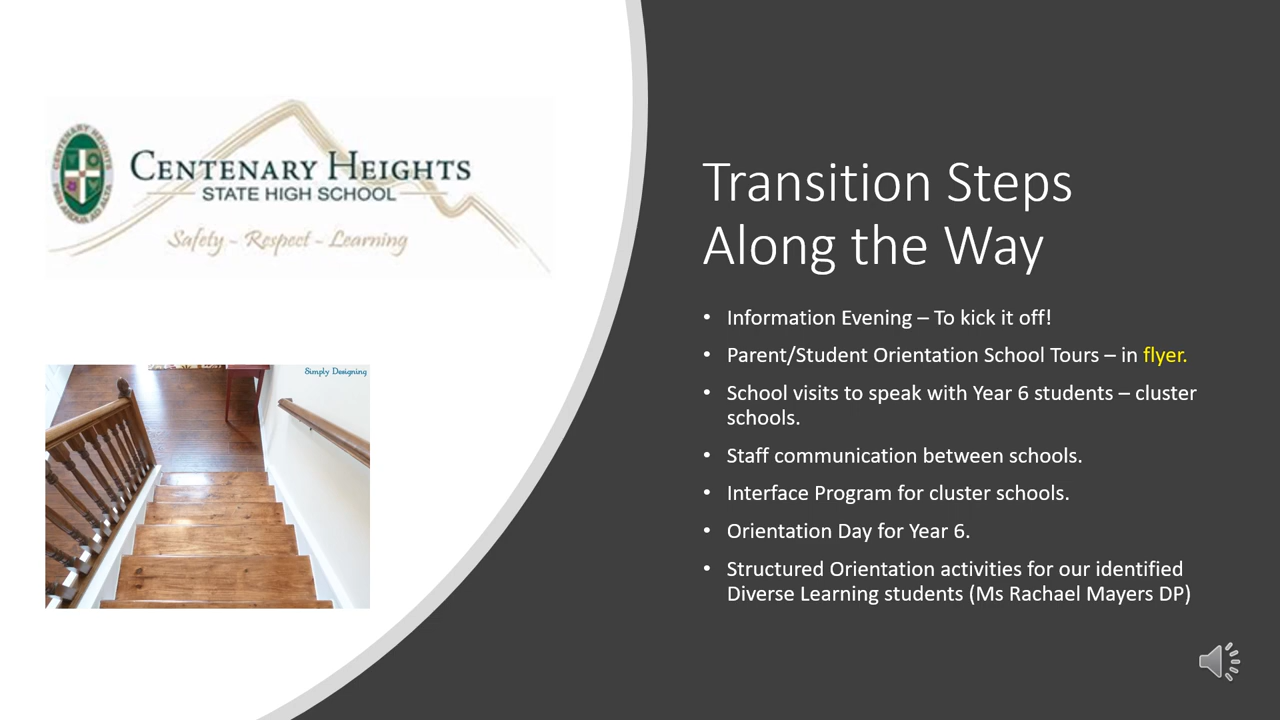 CENTENARY HEIGHTS
STATE HIGH SCHOOL
Safety - Respect - Learning
Simply Designing
Transition Steps
Along the Way
• Information Evening – To kick it off!
• Parent/Student Orientation School Tours – in flyer.
• School visits to speak with Year 6 students – cluster
schools.
• Staff communication between schools.
• Interface Program for cluster schools.
• Orientation Day for Year 6.
• Structured Orientation activities for our identified
Diverse Learning students (Ms Rachael Mayers DP)